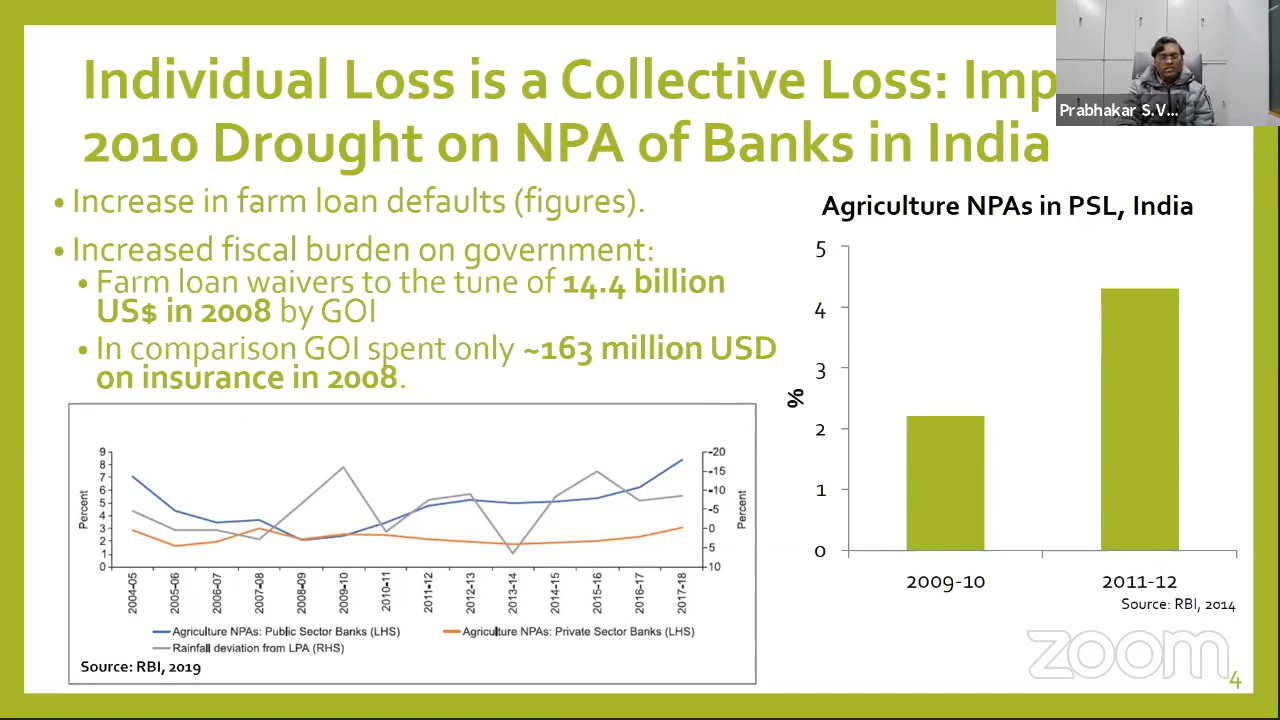 Individual Loss is a Collective Loss: Imp
2010 Drought on NPA of Banks in India
Prabhakar S.V...
• Increase in farm loan defaults (figures).
• Increased fiscal burden on government:
• Farm loan waivers to the tune of 14.4 billion
US$ in 2008 by GOI
• In comparison GOI spent only ~163 million USD
on insurance in 2008.
9
8
7
6
5
4
3
2
1
0
Percent
-20
-15
-10
-5
0
5
10
Percent
2004-05
2005-06
2006-07
2007-08
2008-09
2009-10
2010-11
2011-12
2012-13
2013-14
2014-15
2015-16
2016-17
2017-18
Agriculture NPAs: Public Sector Banks (LHS)
Agriculture NPAs: Private Sector Banks (LHS)
Rainfall deviation from LPA (RHS)
Source: RBI, 2019
Agriculture NPAs in PSL, India
5
4
3
2
1
0
%
2009-10
2011-12
Source: RBI, 2014
zoom
4